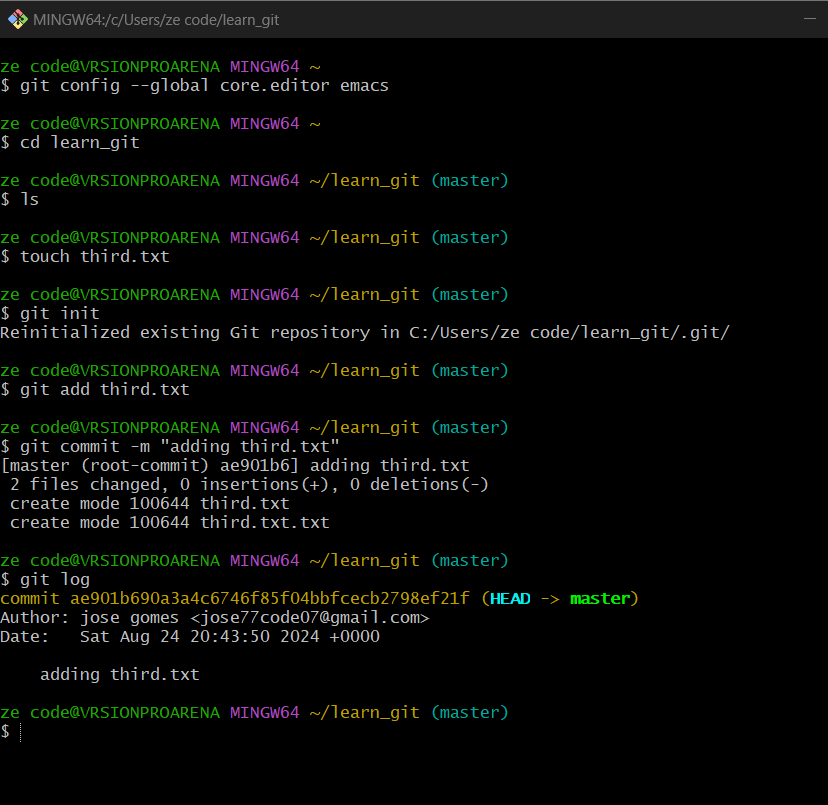 MINGW64:/c/Users/ze code/learn_git
ze code@VRSIONPROARENA MINGW64 ~
$ git config --global core.editor emacs
ze code@VRSIONPROARENA MINGW64 ~
$ cd learn_git
ze code@VRSIONPROARENA MINGW64 ~/learn_git (master)
$ ls
ze code@VRSIONPROARENA MINGW64 ~/learn_git (master)
$ touch third.txt
ze code@VRSIONPROARENA MINGW64 ~/learn_git (master)
$ git init
Reinitialized existing Git repository in C:/Users/ze code/learn_git/.git/
ze code@VRSIONPROARENA MINGW64 ~/learn_git (master)
$ git add third.txt
ze code@VRSIONPROARENA MINGW64 ~/learn_git (master)
$ git commit -m "adding third.txt"
[master (root-commit) ae901b6] adding third.txt
 2 files changed, 0 insertions(+), 0 deletions(-)
 create mode 100644 third.txt
 create mode 100644 third.txt.txt
ze code@VRSIONPROARENA MINGW64 ~/learn_git (master)
$ git log
commit ae901b690a3a4c6746f85f04bbfcecb2798ef21f (HEAD -> master)
Author: jose gomes <jose77code07@gmail.com>
Date:   Sat Aug 24 20:43:50 2024 +0000
    adding third.txt
ze code@VRSIONPROARENA MINGW64 ~/learn_git (master)
$